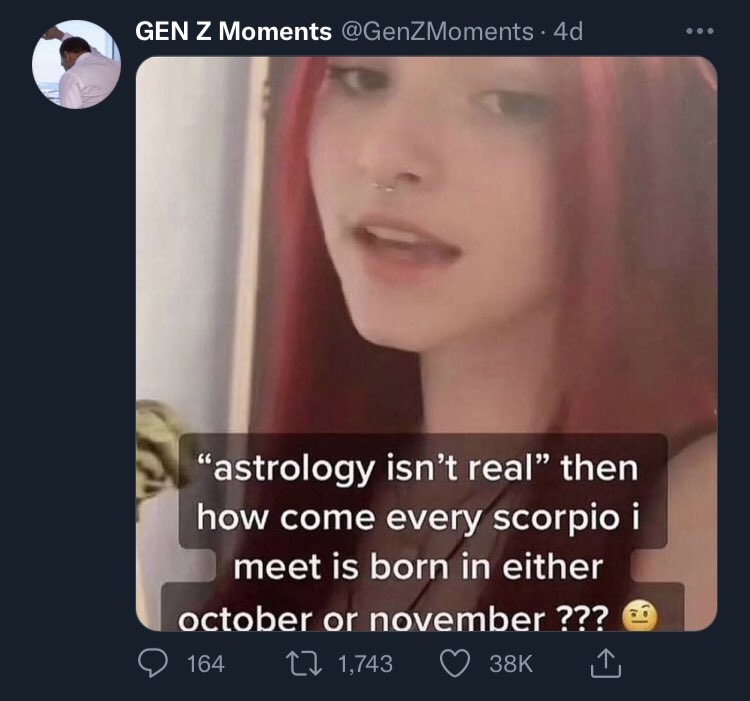 GEN Z Moments @GenZMoments · 4d
“astrology isn’t real” then
how come every scorpio i
meet is born in either
october or november ??? 🤨
164 1,743 38K